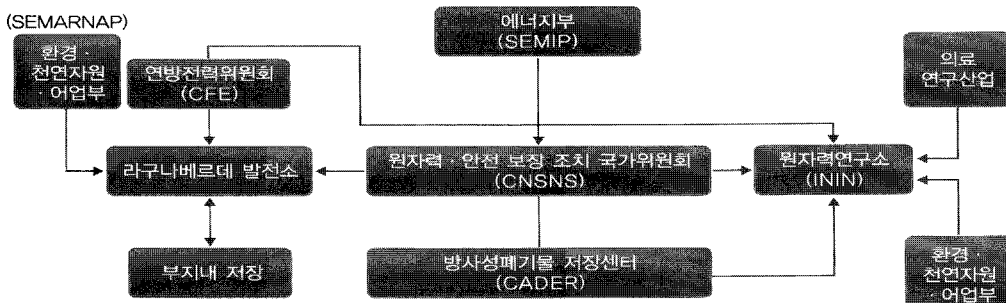 (SEMARNAP)
환경·
천연자원
·어업부
연방전력위원회
(CFE)
에너지부
(SEMIP)
의료
연구산업
라구나베르데 발전소
원자력·안전 보장 조치 국가위원회
(CNSNS)
원자력연구소
(ININ)
부지내 저장
방사성폐기물 저장센터
(CADER)
환경·
천연자원
·어업부